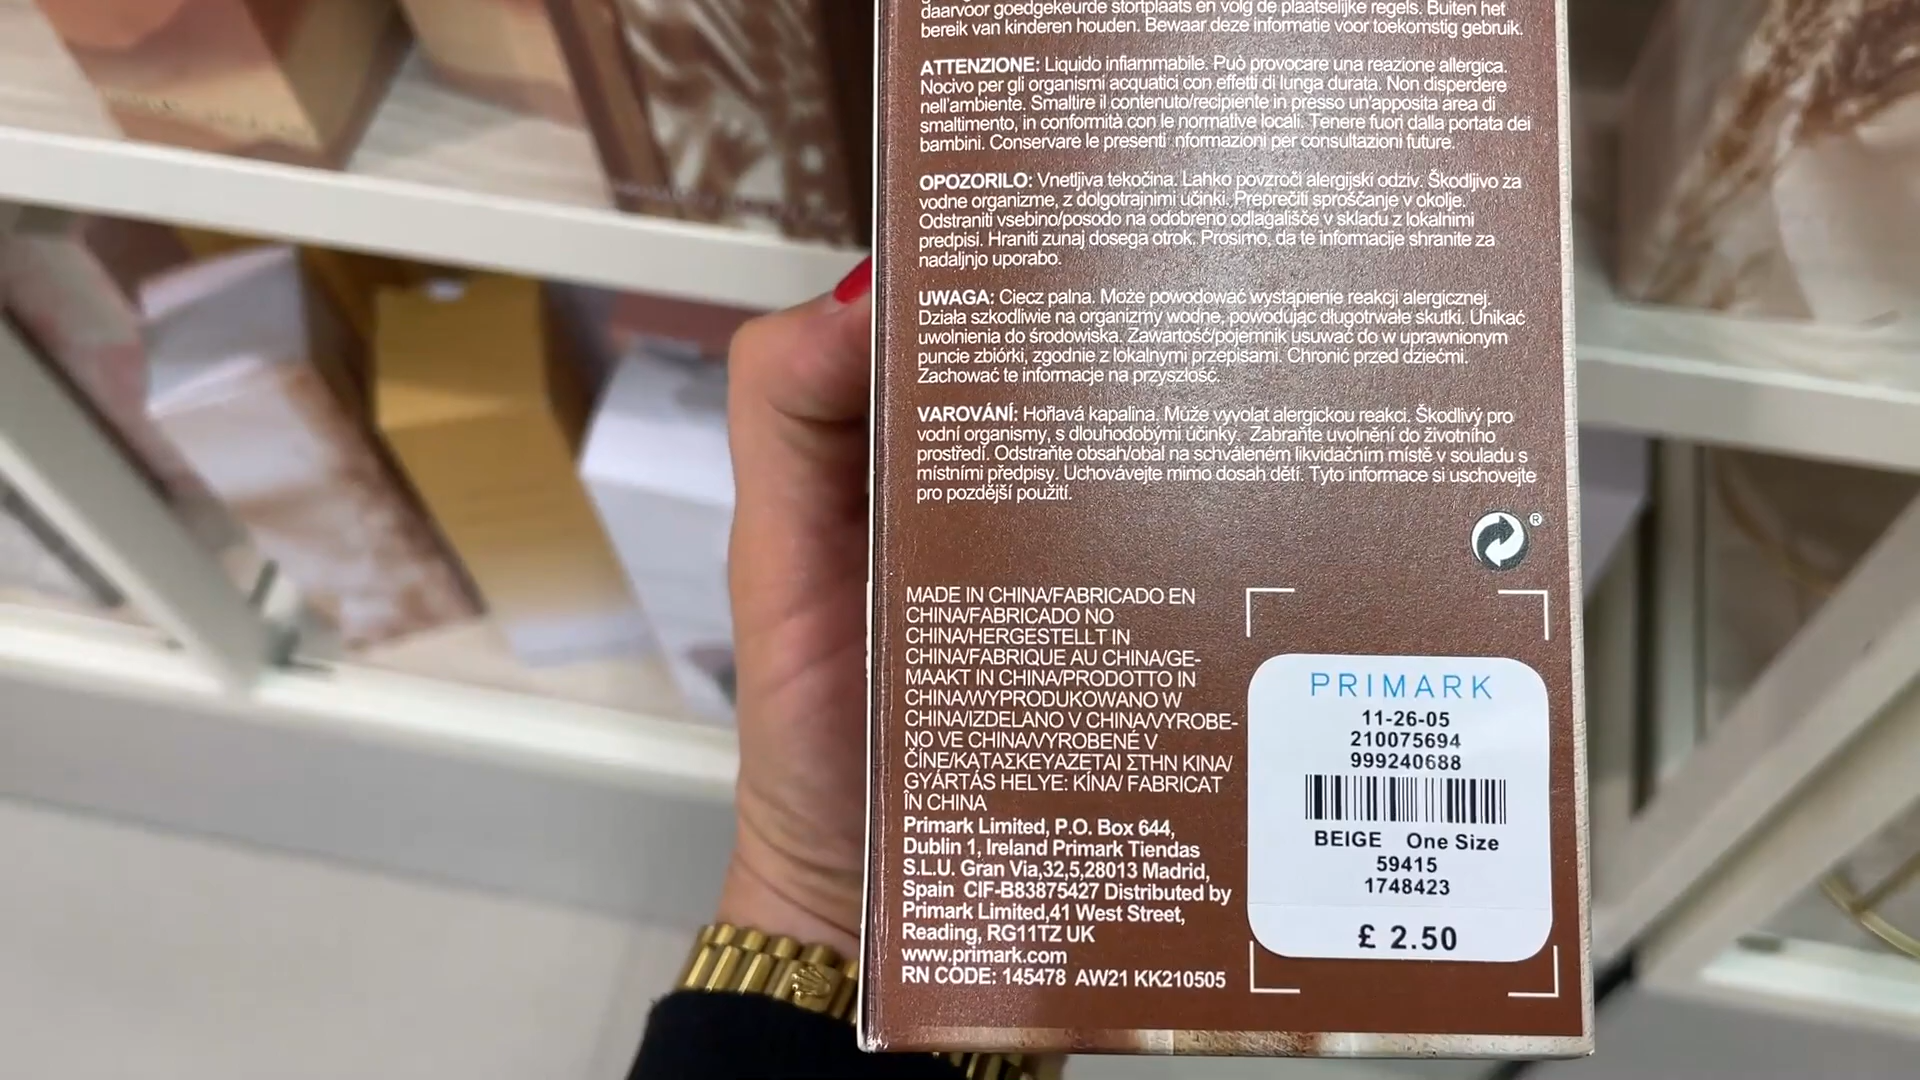 daarvoor goedgekeurde stortplaats en volg de plaatselijke regels. Buiten het
bereik van kinderen houden. Bewaar deze informatie voor toekomstig gebruik.
ATTENZIONE: Liquido infiammabile. Può provocare una reazione allergica.
Nocivo per gli organismi acquatici con effetti di lunga durata. Non disperdere
nell'ambiente. Smaltire il contenuto/recipiente in presso un'apposita area di
smaltimento, in conformità con le normative locali. Tenere fuori dalla portata dei
bambini. Conservare le presenti nformazioni per consultazioni future.
OPOZORILO: Vnetljiva tekočina. Lahko povzroči alergijski odziv. Škodljivo za
vodne organizme, z dolgotrajnimi učinki. Preprečiti sproščanje v okolje.
Odstraniti vsebino/posodo na odobreno odlagališče v skladu z lokalnimi
predpisi. Hraniti zunaj dosega otrok. Prosimo, da te informacije shranite za
nadaljnjo uporabo.
UWAGA: Ciecz palna. Może powodować wystąpienie reakcji alergicznej.
Działa szkodliwie na organizmy wodne, powodując długotrwałe skutki. Unikać
uwolnienia do środowiska. Zawartość/pojemnik usuwać do w uprawnionym
puncie zbiórki, zgodnie z lokalnymi przepisami. Chronić przed dziećmi.
Zachować te informacje na przyszłość.
VAROVÁNÍ: Hořlavá kapalina. Může vyvolat alergickou reakci. Škodlivý pro
vodní organismy, s dlouhodobými účinky. Zabraňte uvolnění do životního
prostředí. Odstraňte obsah/obal na schváleném likvidačním místě v souladu s
místními předpisy. Uchovávejte mimo dosah dětí. Tyto informace si uschovejte
pro pozdější použití.
®
MADE IN CHINA/FABRICADO EN
CHINA/FABRICADO NO
CHINA/HERGESTELLT IN
CHINA/FABRIQUE AU CHINA/GE-
MAAKT IN CHINA/PRODOTTO IN
CHINA/WYPRODUKOWANO W
CHINA/IZDELANO V CHINA/VYROBE-
NO VE CHINA/VYROBENÉ V
ČÍNE/ΚΑΤΑΣΚΕΥΑΖΕΤΑΙ ΣΤΗΝ ΚΙΝΑ/
GYÁRTÁS HELYE: KÍNA/ FABRICAT
ÎN CHINA
Primark Limited, P.O. Box 644,
Dublin 1, Ireland Primark Tiendas
S.L.U. Gran Via,32,5,28013 Madrid,
Spain CIF-B83875427 Distributed by
Primark Limited,41 West Street,
Reading, RG11TZ UK
www.primark.com
RN CODE: 145478 AW21 KK210505
PRIMARK
11-26-05
210075694
999240688
BEIGE One Size
59415
1748423
£ 2.50